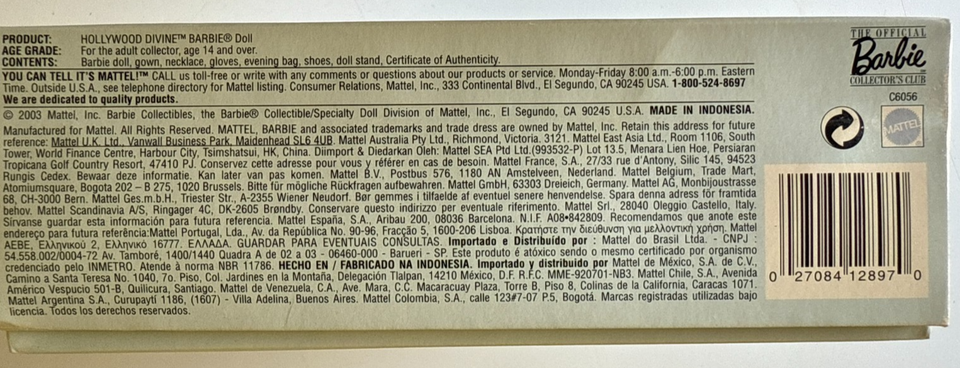 PRODUCT: HOLLYWOOD DIVINE™ BARBIE® Doll
AGE GRADE: For the adult collector, age 14 and over.
CONTENTS: Barbie doll, gown, necklace, gloves, evening bag, shoes, doll stand, Certificate of Authenticity.
YOU CAN TELL IT'S MATTEL!™ CALL us toll-free or write with any comments or questions about our products or service. Monday-Friday 8:00 a.m.-6:00 p.m. Eastern
Time. Outside U.S.A., see telephone directory for Mattel listing. Consumer Relations, Mattel, Inc., 333 Continental Blvd., El Segundo, CA 90245 USA. 1-800-524-8697
We are dedicated to quality products.
© 2003 Mattel, Inc. Barbie Collectibles, the Barbie® Collectible/Specialty Doll Division of Mattel, Inc., El Segundo, CA 90245 U.S.A. MADE IN INDONESIA.
Manufactured for Mattel. All Rights Reserved. MATTEL, BARBIE and associated trademarks and trade dress are owned by Mattel, Inc. Retain this address for future
reference: Mattel U.K. Ltd., Vanwall Business Park, Maidenhead SL6 4UB. Mattel Australia Pty Ltd., Richmond, Victoria. 3121. Mattel East Asia Ltd., Room 1106, South
Tower, World Finance Centre, Harbour City, Tsimshatsui, HK, China. Diimport & Diedarkan Oleh: Mattel SEA Ptd Ltd.(993532-P) Lot 13.5, Menara Lien Hoe, Persiaran
Tropicana Golf Country Resort, 47410 PJ. Conservez cette adresse pour vous y référer en cas de besoin. Mattel France, S.A., 27/33 rue d'Antony, Silic 145, 94523
Rungis Cedex. Bewaar deze informatie. Kan later van pas komen. Mattel B.V., Postbus 576, 1180 AN Amstelveen, Nederland. Mattel Belgium, Trade Mart,
Atomiumsquare, Bogota 202 – B 275, 1020 Brussels. Bitte für mögliche Rückfragen aufbewahren. Mattel GmbH, 63303 Dreieich, Germany. Mattel AG, Monbijoustrasse
68, CH-3000 Bern. Mattel Ges.m.b.H., Triester Str., A-2355 Wiener Neudorf. Bør gemmes i tilfælde af eventuel senere henvendelse. Spara denna adress för framtida
behov. Mattel Scandinavia A/S, Ringager 4C, DK-2605 Brøndby. Conservare questo indirizzo per eventuale riferimento. Mattel Srl., 28040 Oleggio Castello, Italy.
Sírvanse guardar esta información para futura referencia. Mattel España, S.A., Aribau 200, 08036 Barcelona. N.I.F. A08•842809. Recomendamos que anote este
endereço para futura referência:Mattel Portugal, Lda., Av. da República No. 90-96, Fracção 5, 1600-206 Lisboa. Κρατήστε την διεύθυνση για μελλοντική χρήση. Mattel
AEBE, Ελληνικού 2, Ελληνικό 16777. ΕΛΛΑΔΑ. GUARDAR PARA EVENTUAIS CONSULTAS. Importado e Distribuído por : Mattel do Brasil Ltda. - CNPJ :
54.558.002/0004-72 Av. Tamboré, 1400/1440 Quadra A de 02 a 03 - 06460-000 - Barueri - SP. Este produto é atóxico sendo o mesmo certificado por organismo
credenciado pelo INMETRO. Atende à norma NBR 11786. HECHO EN / FABRICADO NA INDONESIA. Importado y distribuido por Mattel de México, S.A. de C.V.,
Camino a Santa Teresa No. 1040, 7o. Piso, Col. Jardines en la Montaña, Delegación Tlalpan, 14210 México, D.F. R.F.C. MME-920701-NB3. Mattel Chile, S.A., Avenida
Américo Vespucio 501-B, Quilicura, Santiago. Mattel de Venezuela, C.A., Ave. Mara, C.C. Macaracuay Plaza, Torre B, Piso 8, Colinas de la California, Caracas 1071.
Mattel Argentina S.A., Curupaytí 1186, (1607) - Villa Adelina, Buenos Aires. Mattel Colombia, S.A., calle 123#7-07 P.5, Bogotá. Marcas registradas utilizadas bajo
licencia. Todos los derechos reservados.
THE OFFICIAL
Barbie
COLLECTOR'S CLUB
C6056
MATTEL
0 27084 12897 0